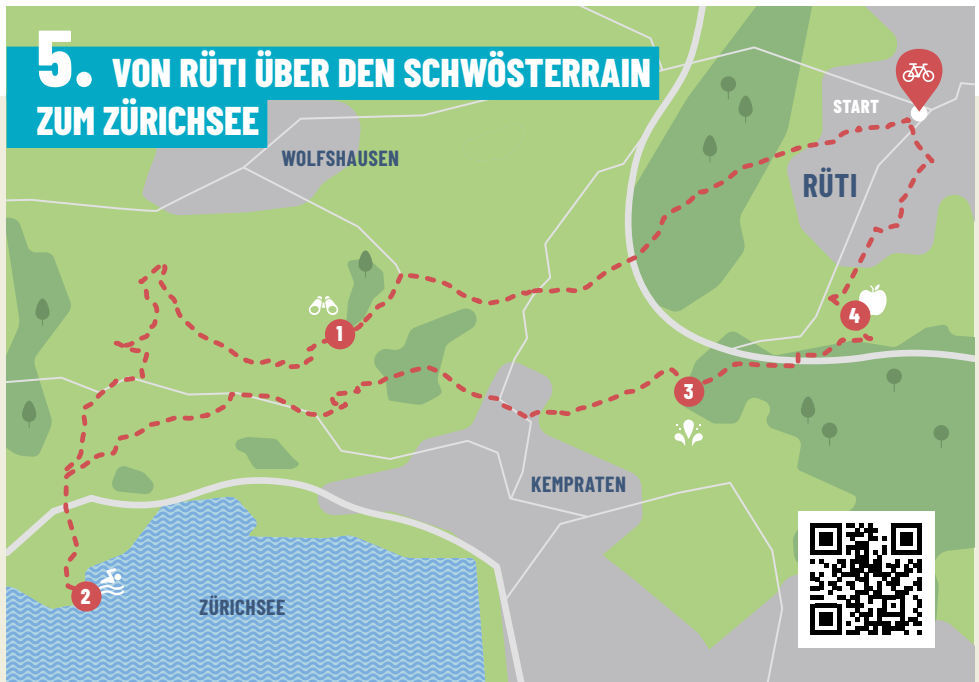 5. VON RÜTI ÜBER DEN SCHWÖSTERRAIN
ZUM ZÜRICHSEE
START
WOLFSHAUSEN
RÜTI
1
4
3
KEMPRATEN
2
ZÜRICHSEE